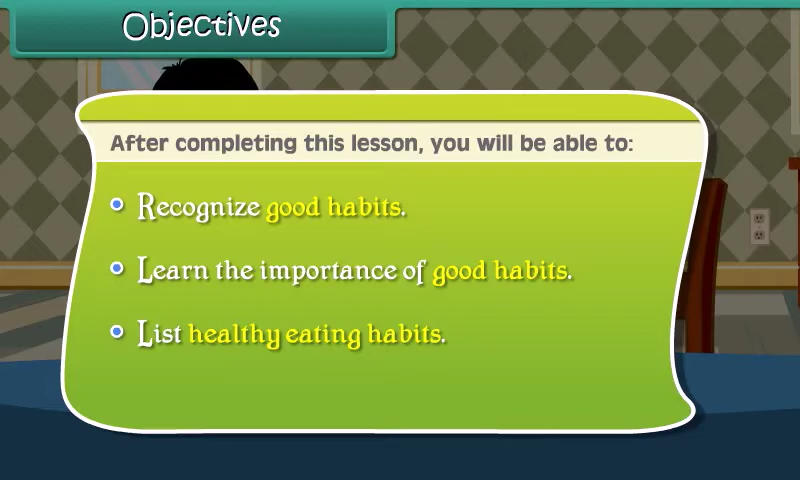 Objectives
After completing this lesson, you will be able to:
Recognize good habits.
Learn the importance of good habits.
List healthy eating habits.